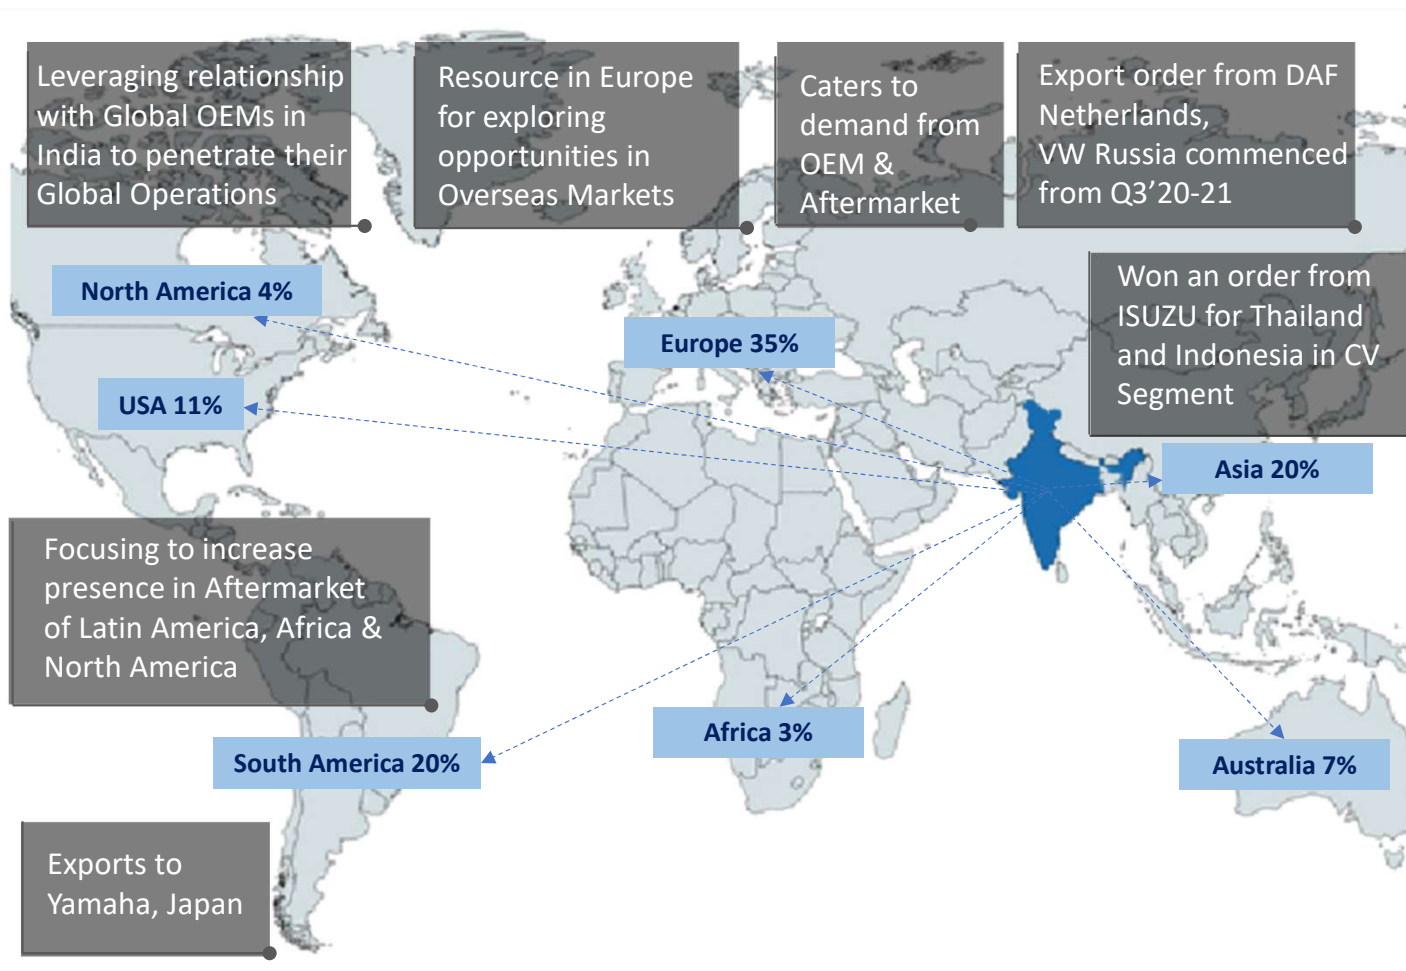 Leveraging relationship
with Global OEMs in
India to penetrate their
Global Operations
Resource in Europe
for exploring
opportunities in
Overseas Markets
Caters to
demand from
OEM &
Aftermarket
Export order from DAF
Netherlands,
VW Russia commenced
from Q3’20-21
Won an order from
ISUZU for Thailand
and Indonesia in CV
Segment
North America 4%
Europe 35%
USA 11%
Asia 20%
Focusing to increase
presence in Aftermarket
of Latin America, Africa &
North America
Africa 3%
South America 20%
Australia 7%
Exports to
Yamaha, Japan